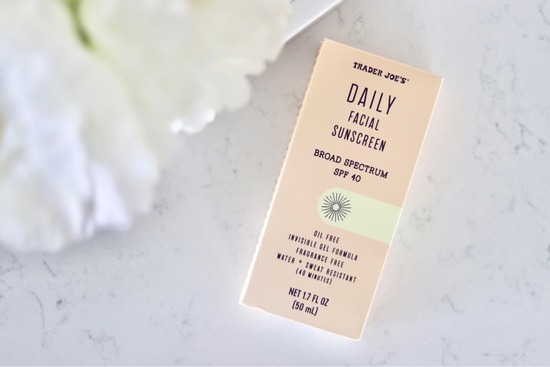 TRADER JOE'S™
DAILY
FACIAL
SUNSCREEN
BROAD SPECTRUM
SPF 40
OIL FREE
INVISIBLE GEL FORMULA
FRAGRANCE FREE
WATER + SWEAT RESISTANT
(40 MINUTES)
NET 1.7 FL OZ
(50 mL)